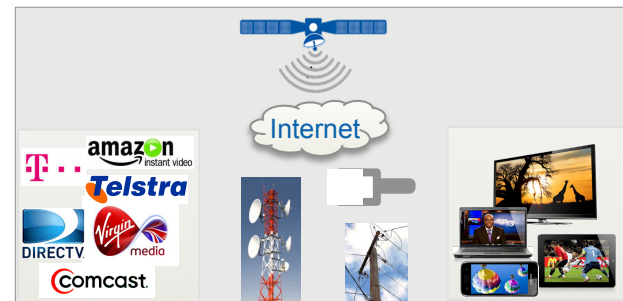 Internet
T
amazon
instant video
Telstra
DIRECTV
Virgin
media
Comcast.